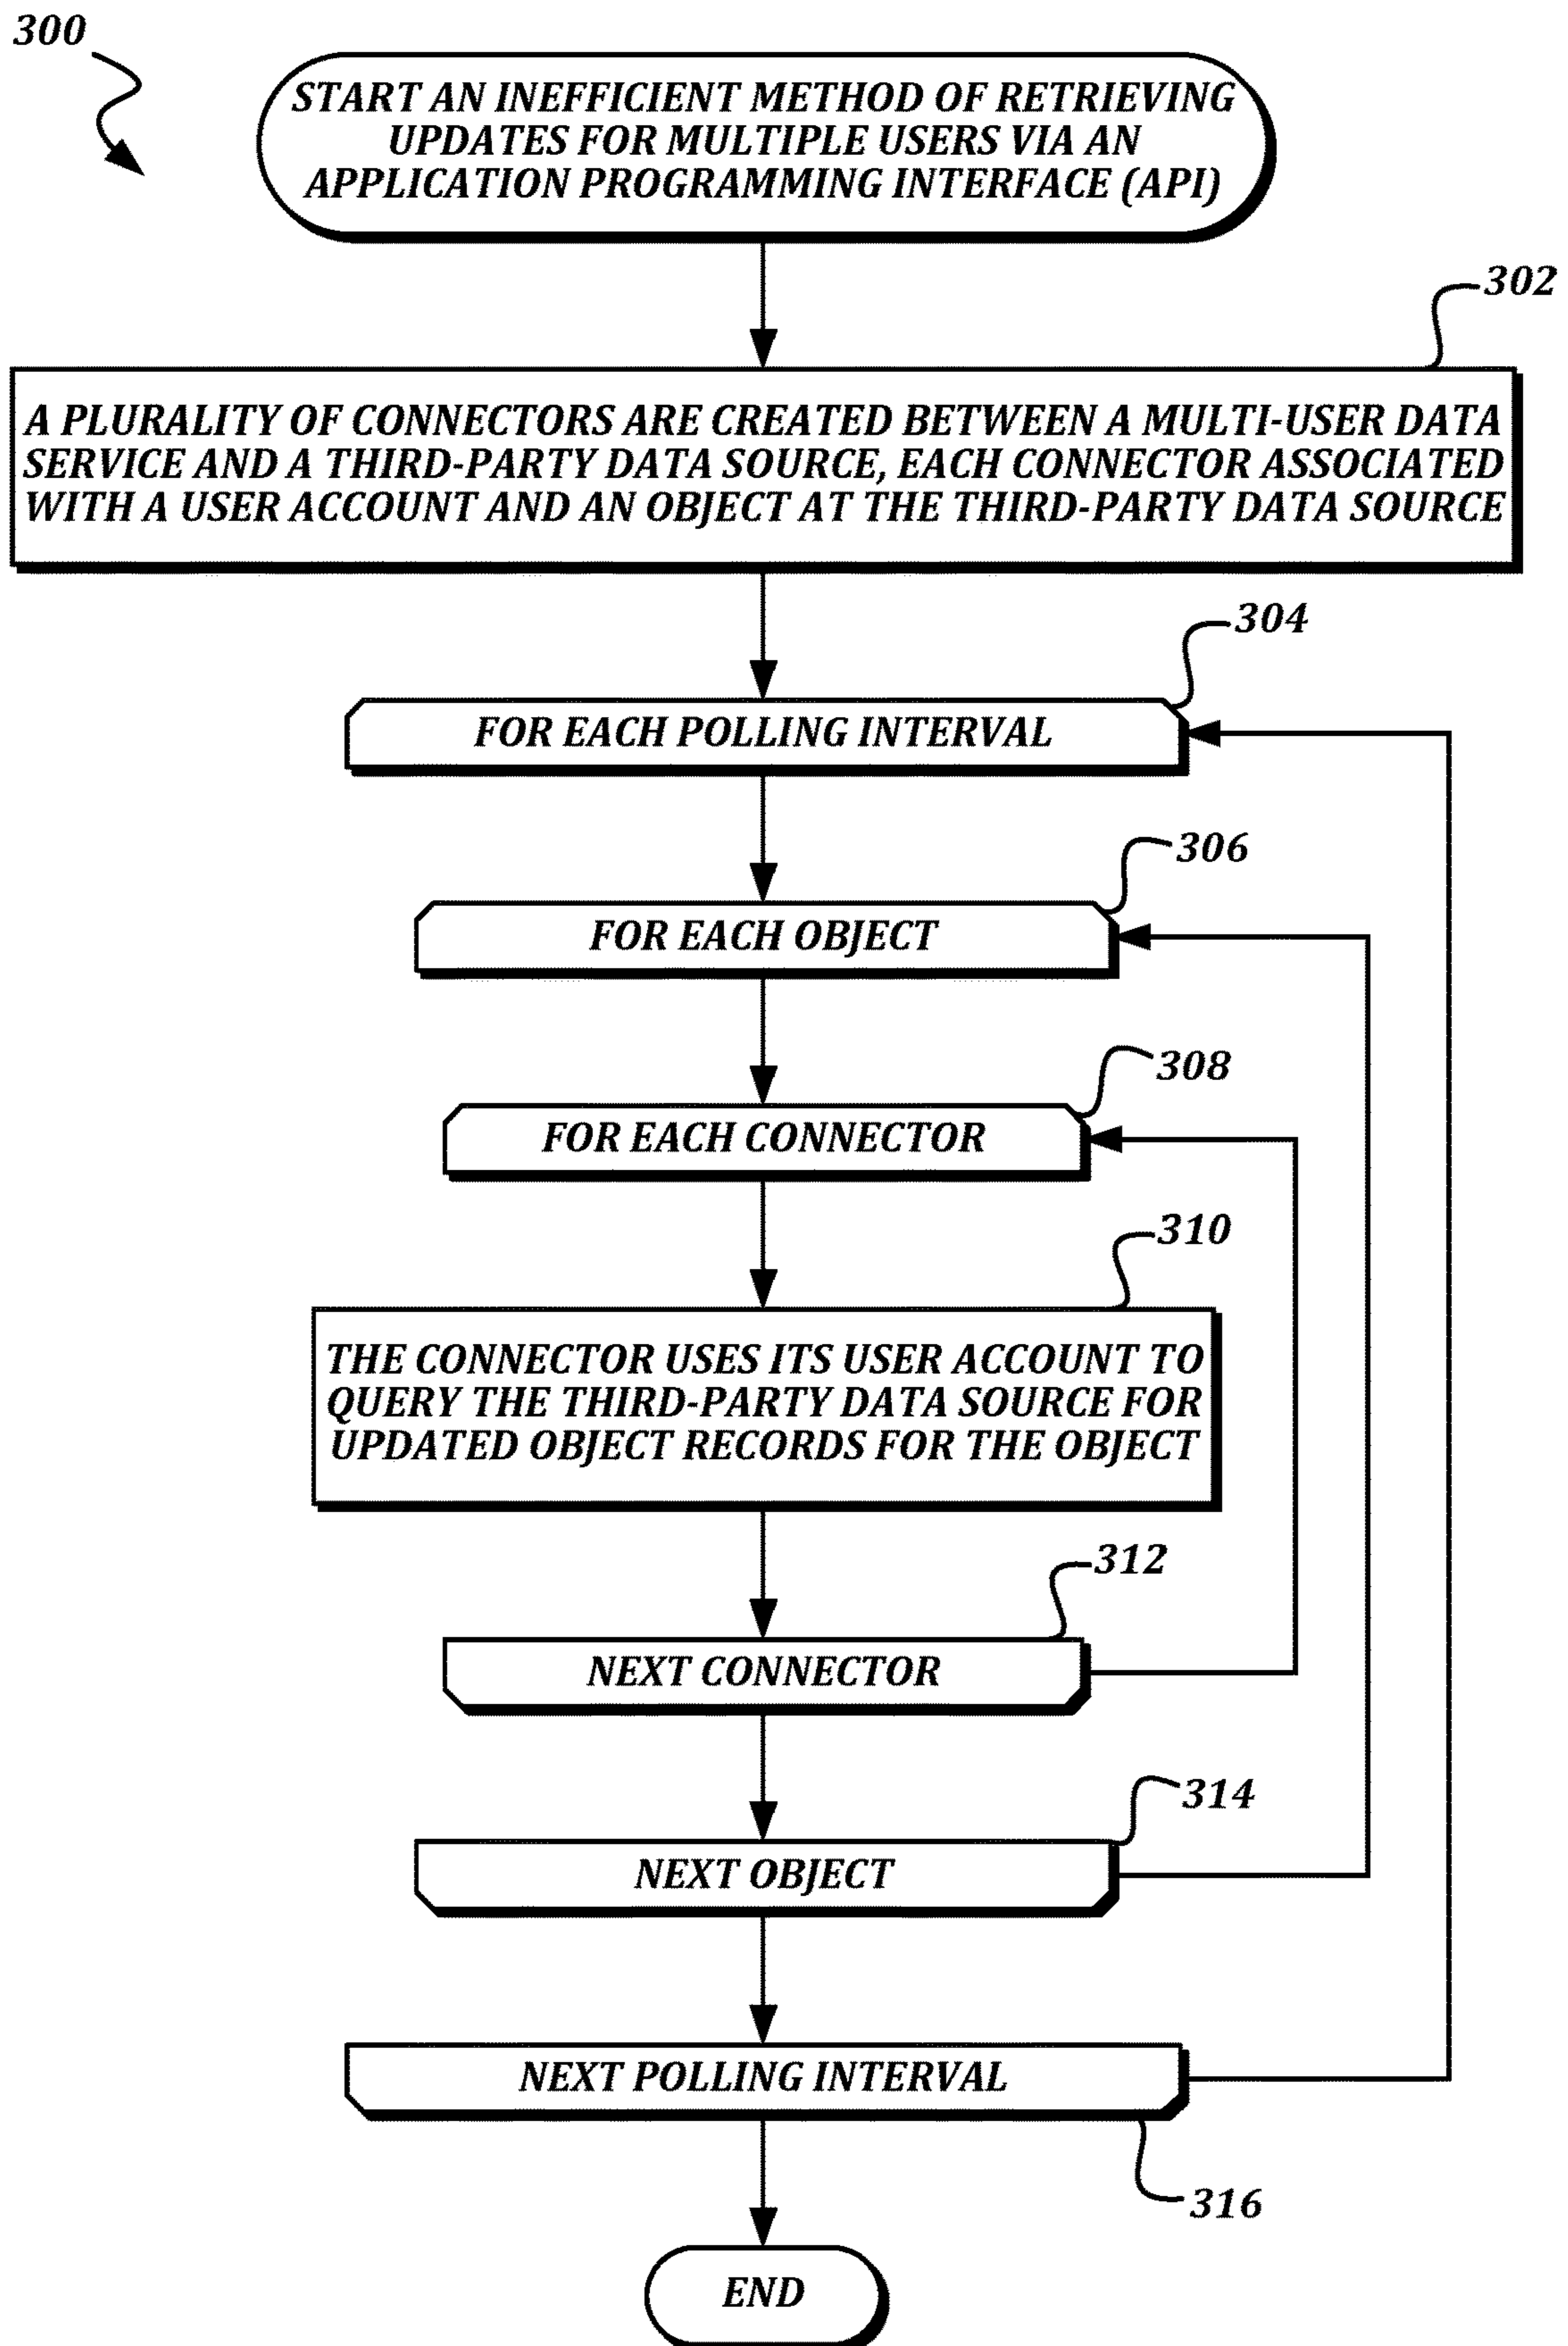 300
START AN INEFFICIENT METHOD OF RETRIEVING
UPDATES FOR MULTIPLE USERS VIA AN
APPLICATION PROGRAMMING INTERFACE (API)
302
A PLURALITY OF CONNECTORS ARE CREATED BETWEEN A MULTI-USER DATA
SERVICE AND A THIRD-PARTY DATA SOURCE, EACH CONNECTOR ASSOCIATED
WITH A USER ACCOUNT AND AN OBJECT AT THE THIRD-PARTY DATA SOURCE
304
FOR EACH POLLING INTERVAL
306
FOR EACH OBJECT
308
FOR EACH CONNECTOR
310
THE CONNECTOR USES ITS USER ACCOUNT TO
QUERY THE THIRD-PARTY DATA SOURCE FOR
UPDATED OBJECT RECORDS FOR THE OBJECT
312
NEXT CONNECTOR
314
NEXT OBJECT
NEXT POLLING INTERVAL
316
END